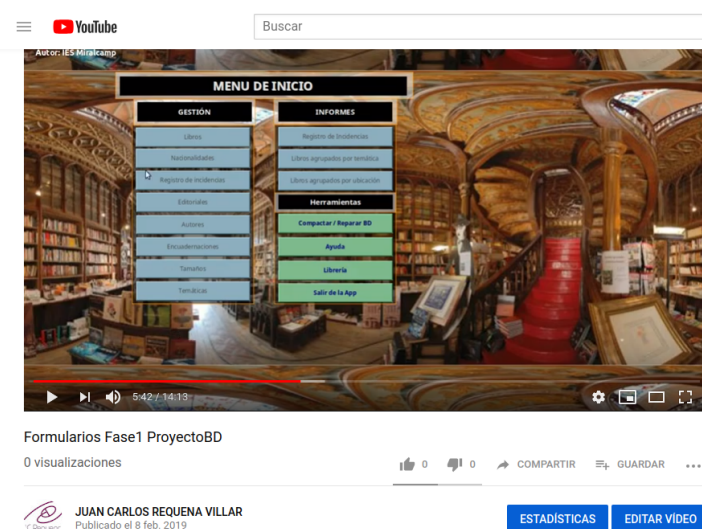 YouTube
Buscar
Autor: IES Miralcamp
MENU DE INICIO
GESTIÓN
INFORMES
Libros
Registro de Incidencias
Nacionalidades
Libros agrupados por temática
Registro de incidencias
Libros agrupados por ubicación
Editoriales
Herramientas
Autores
Compactar / Reparar BD
Encuadernaciones
Ayuda
Tamaños
Librería
Temáticas
Salir de la App
5:42 / 14:13
Formularios Fase1 ProyectoBD
0 visualizaciones
0
0
COMPARTIR
GUARDAR
JUAN CARLOS REQUENA VILLAR
Publicado el 8 feb. 2019
ESTADÍSTICAS
EDITAR VÍDEO